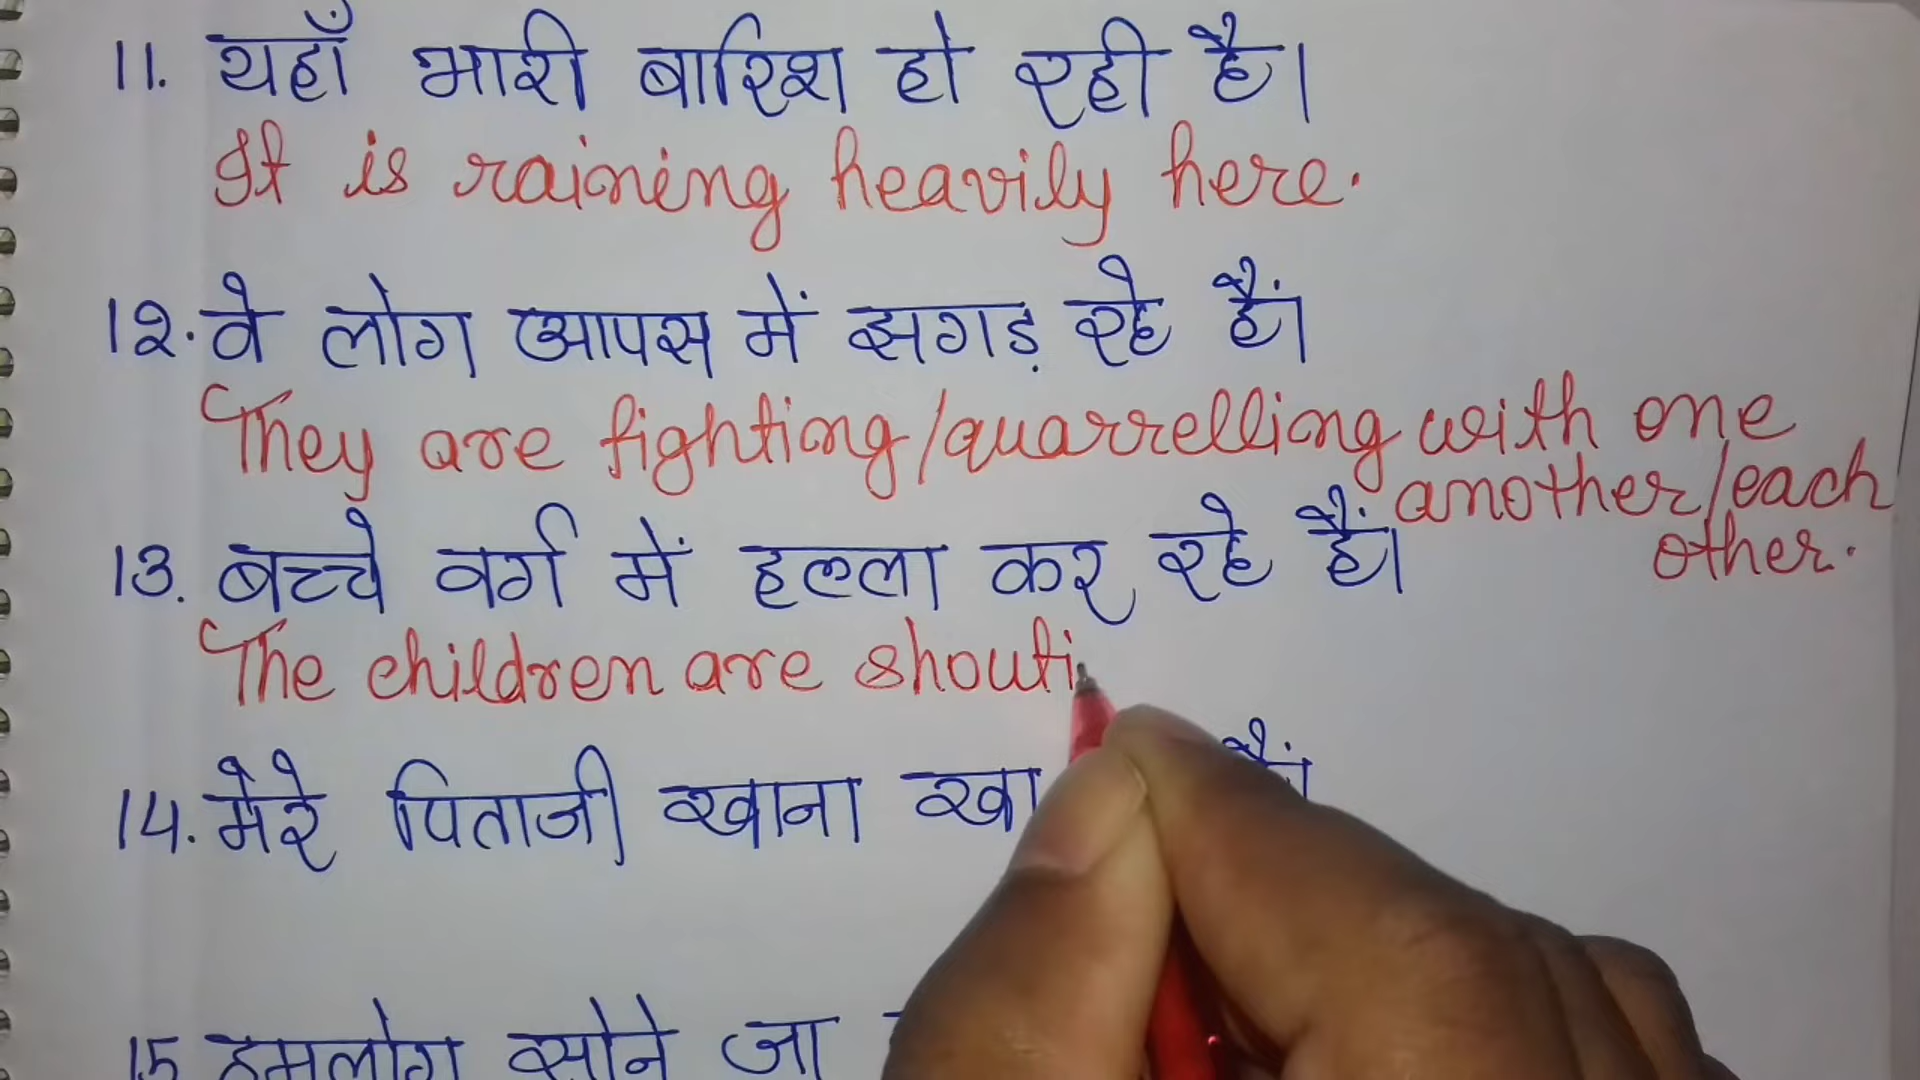 11. यहाँ भारी बारिश हो रही है।
It is raining heavily here.
12. वे लोग आपस में झगड़ रहे हैं।
They are fighting/quarrelling with one
another/each
other.
13. बच्चे वर्ग में हल्ला कर रहे हैं।
The children are shouti
14. मेरे पिताजी खाना खा हैं।
15 हमलोग सोने जा